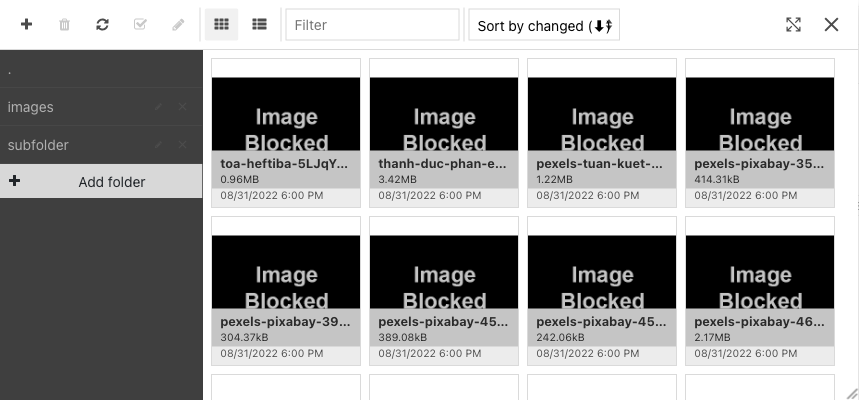 Filter
Sort by changed (⬇)
.
images
subfolder
Add folder
Image Blocked
toa-heftiba-5LJqY...
0.96MB
08/31/2022 6:00 PM
Image Blocked
thanh-duc-phan-e...
3.42MB
08/31/2022 6:00 PM
Image Blocked
pexels-tuan-kuet-...
1.22MB
08/31/2022 6:00 PM
Image Blocked
pexels-pixabay-35...
414.31kB
08/31/2022 6:00 PM
Image Blocked
pexels-pixabay-39...
304.37kB
08/31/2022 6:00 PM
Image Blocked
pexels-pixabay-45...
389.08kB
08/31/2022 6:00 PM
Image Blocked
pexels-pixabay-45...
242.06kB
08/31/2022 6:00 PM
Image Blocked
pexels-pixabay-46...
2.17MB
08/31/2022 6:00 PM